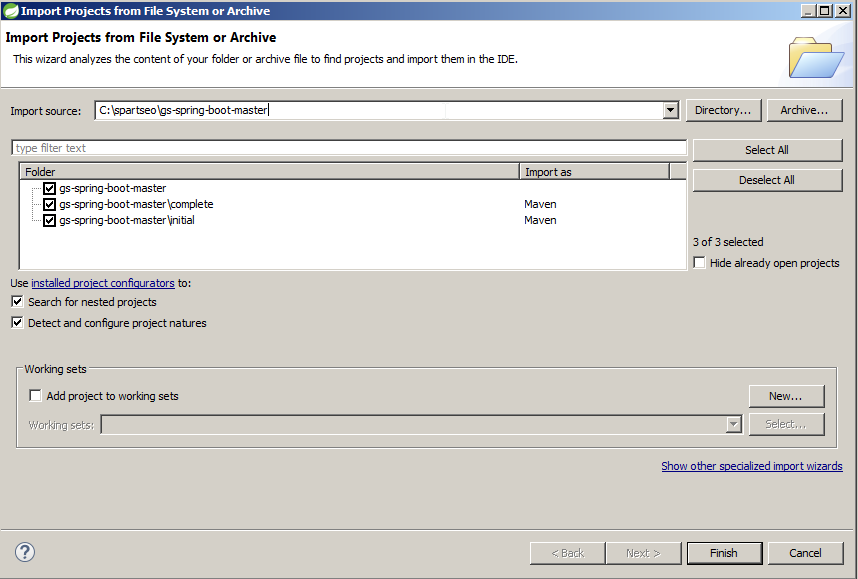 Import Projects from File System or Archive
Import Projects from File System or Archive
This wizard analyzes the content of your folder or archive file to find projects and import them in the IDE.
Import source: C:\spartseo\gs-spring-boot-master Directory... Archive...
type filter text
Select All
Folder Import as
Deselect All
gs-spring-boot-master
gs-spring-boot-master\complete Maven
gs-spring-boot-master\initial Maven
3 of 3 selected
Hide already open projects
Use installed project configurators to:
Search for nested projects
Detect and configure project natures
Working sets
Add project to working sets New...
Working sets: Select...
Show other specialized import wizards
? < Back Next > Finish Cancel